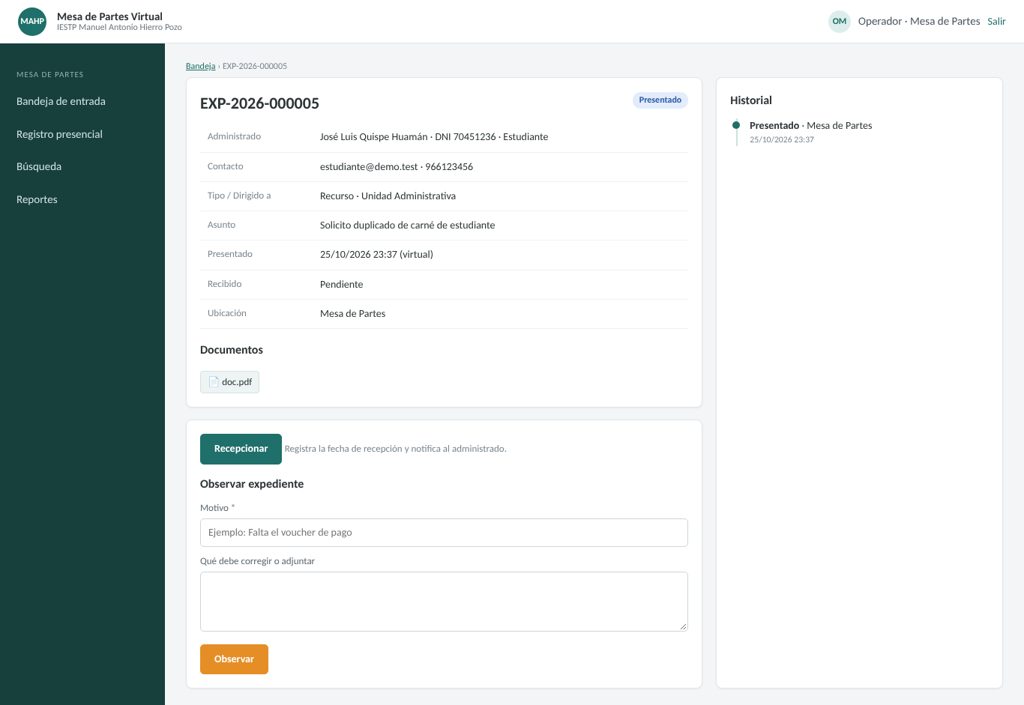 MAHP
Mesa de Partes Virtual
IESTP Manuel Antonio Hierro Pozo
OM Operador · Mesa de Partes Salir
MESA DE PARTES
Bandeja de entrada
Registro presencial
Búsqueda
Reportes
Bandeja › EXP-2026-000005
EXP-2026-000005 Presentado
Administrado José Luis Quispe Huamán · DNI 70451236 · Estudiante
Contacto estudiante@demo.test · 966123456
Tipo / Dirigido a Recurso · Unidad Administrativa
Asunto Solicito duplicado de carné de estudiante
Presentado 25/10/2026 23:37 (virtual)
Recibido Pendiente
Ubicación Mesa de Partes
Documentos
doc.pdf
Recepcionar Registra la fecha de recepción y notifica al administrado.
Observar expediente
Motivo *
Ejemplo: Falta el voucher de pago
Qué debe corregir o adjuntar
Observar
Historial
Presentado · Mesa de Partes
25/10/2026 23:37